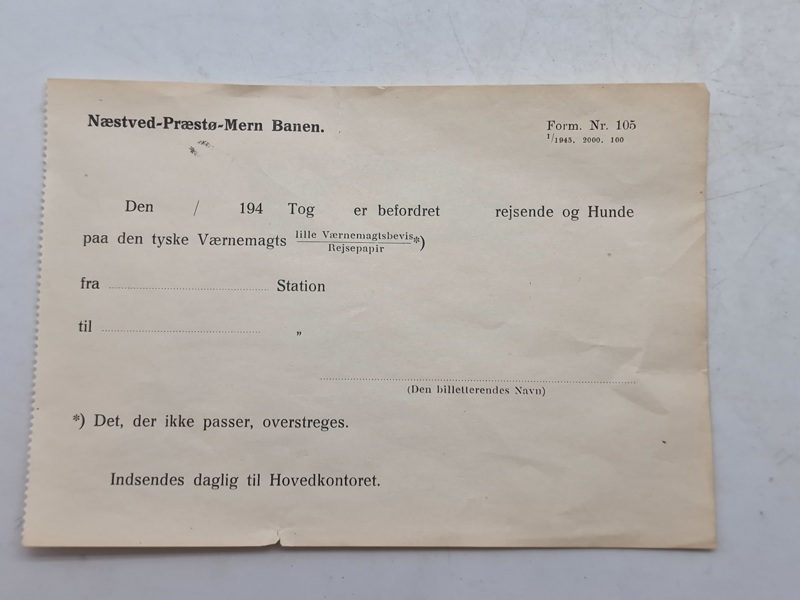 Næstved-Præstø-Mern Banen.
Form. Nr. 105
1/1945. 2000. 100
Den / 194 Tog er befordret rejsende og Hunde
paa den tyske Værnemagts lille Værnemagtsbevis *)
Rejsepapir
fra Station
til „
(Den billetterendes Navn)
*) Det, der ikke passer, overstreges.
Indsendes daglig til Hovedkontoret.